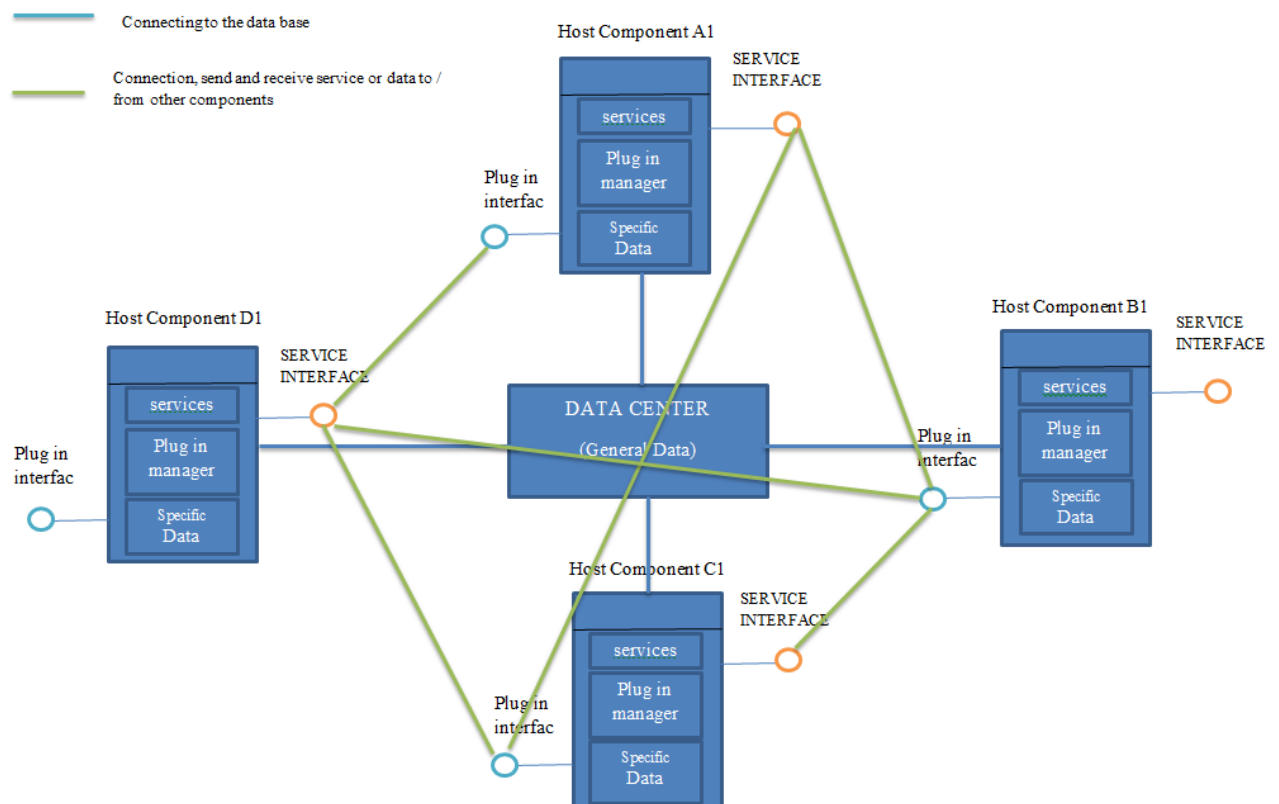 Connecting to the data base
Connection, send and receive service or data to /
from other components
Host Component A1
SERVICE
INTERFACE
services
Plug in
manager
Specific
Data
Plug in
interfac
Host Component D1
SERVICE
INTERFACE
services
Plug in
manager
Specific
Data
Plug in
interfac
DATA CENTER
(General Data)
Host Component B1
SERVICE
INTERFACE
services
Plug in
manager
Specific
Data
Plug in
interfac
Host Component C1
SERVICE
INTERFACE
services
Plug in
manager
Specific
Data
Plug in
interfac